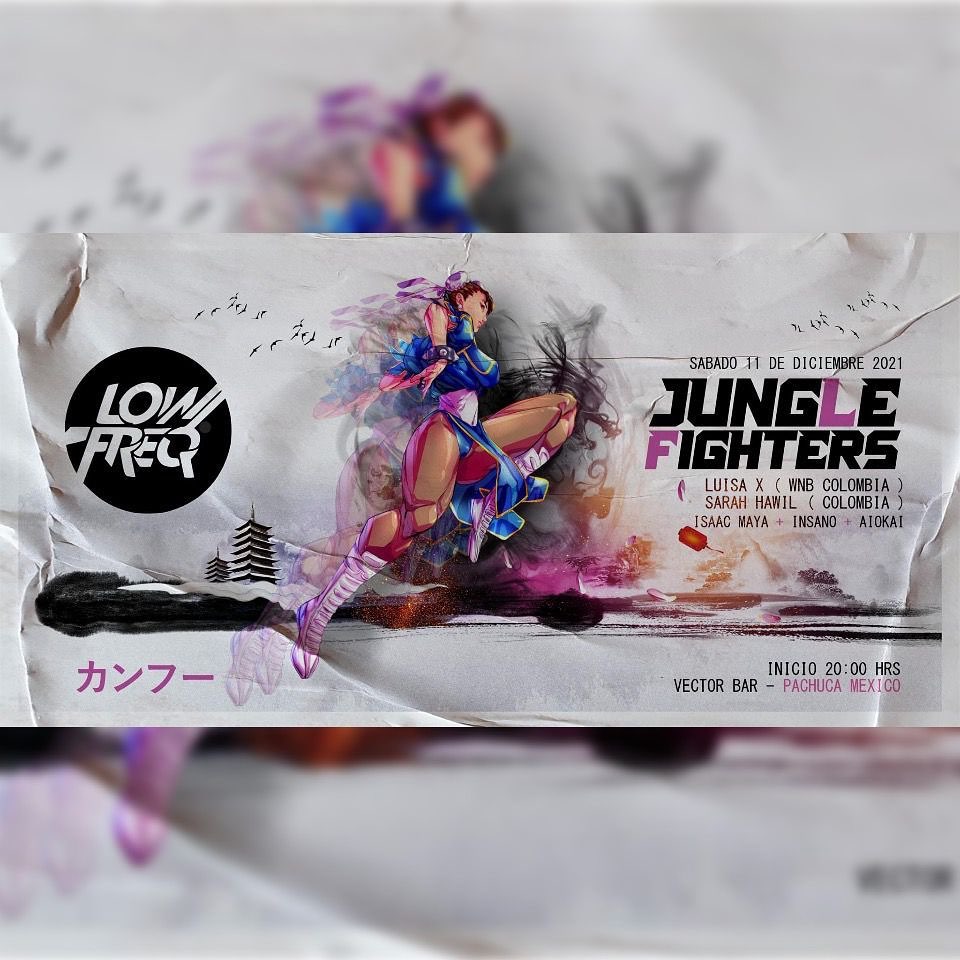 LOW
FREQ
SABADO 11 DE DICIEMBRE 2021
JUNGLE
FIGHTERS
LUISA X ( WNB COLOMBIA )
SARAH HAWIL ( COLOMBIA )
ISAAC MAYA + INSANO + AIOKAI
カンフー
INICIO 20:00 HRS
VECTOR BAR - PACHUCA MEXICO
VECTOR